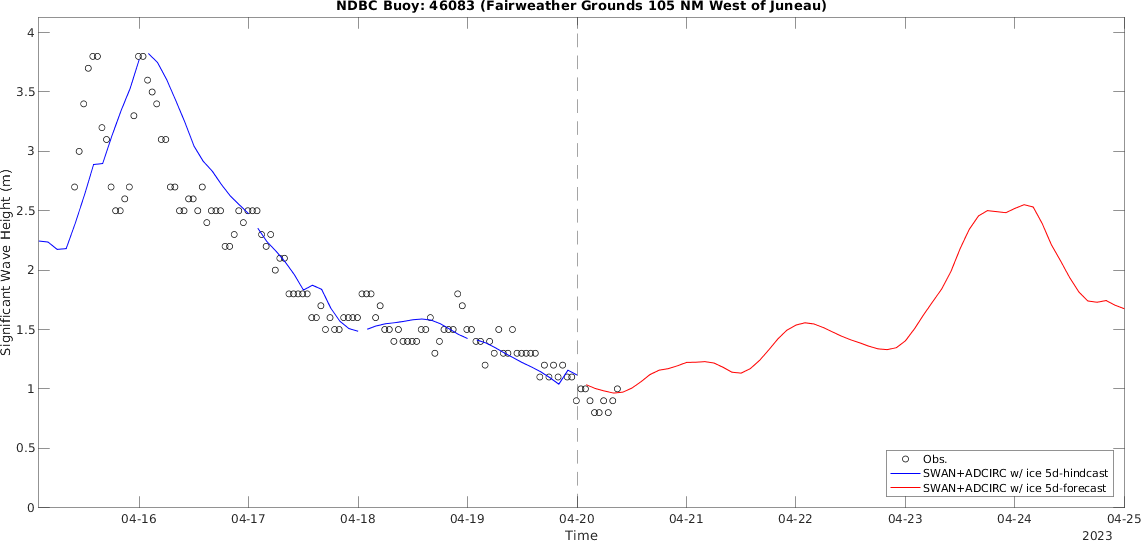 NDBC Buoy: 46083 (Fairweather Grounds 105 NM West of Juneau)
4
3.5
3
2.5
2
1.5
1
0.5
0
Significant Wave Height (m)
Obs.
SWAN+ADCIRC w/ ice 5d-hindcast
SWAN+ADCIRC w/ ice 5d-forecast
04-16 04-17 04-18 04-19 04-20 04-21 04-22 04-23 04-24 04-25
Time
2023